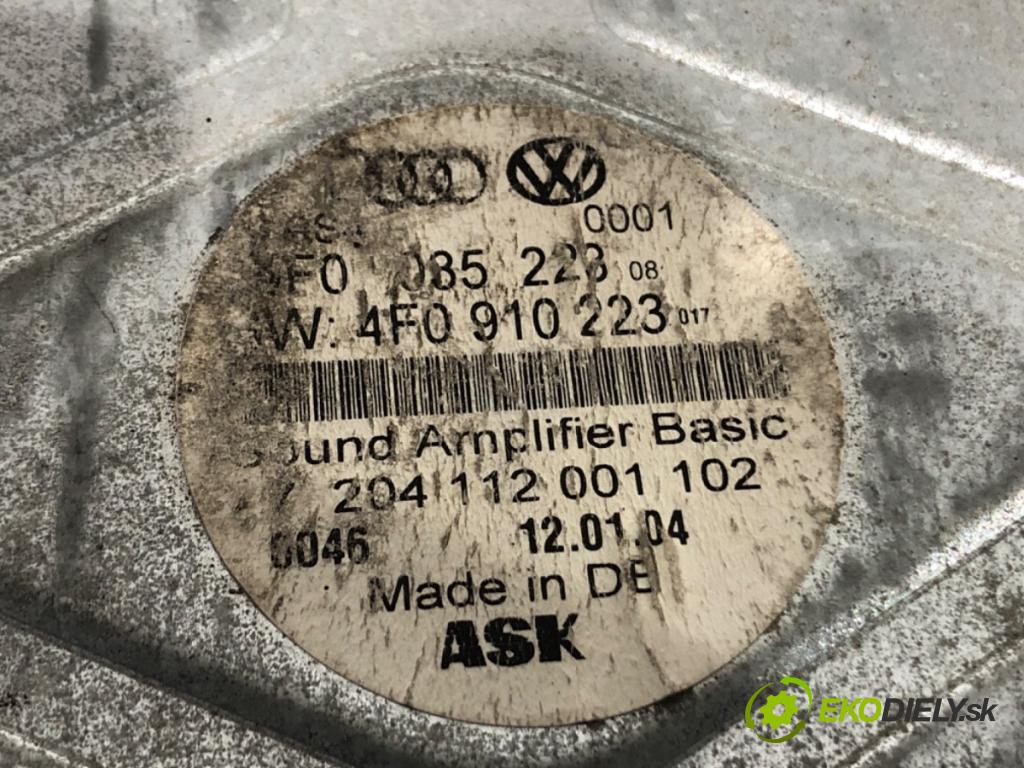 0001
035 223 08
4F0 910 223 017
Amplifier Basic
204 112 001 102
12.01.04
Made in DE
ASK
EKODIELY.sk